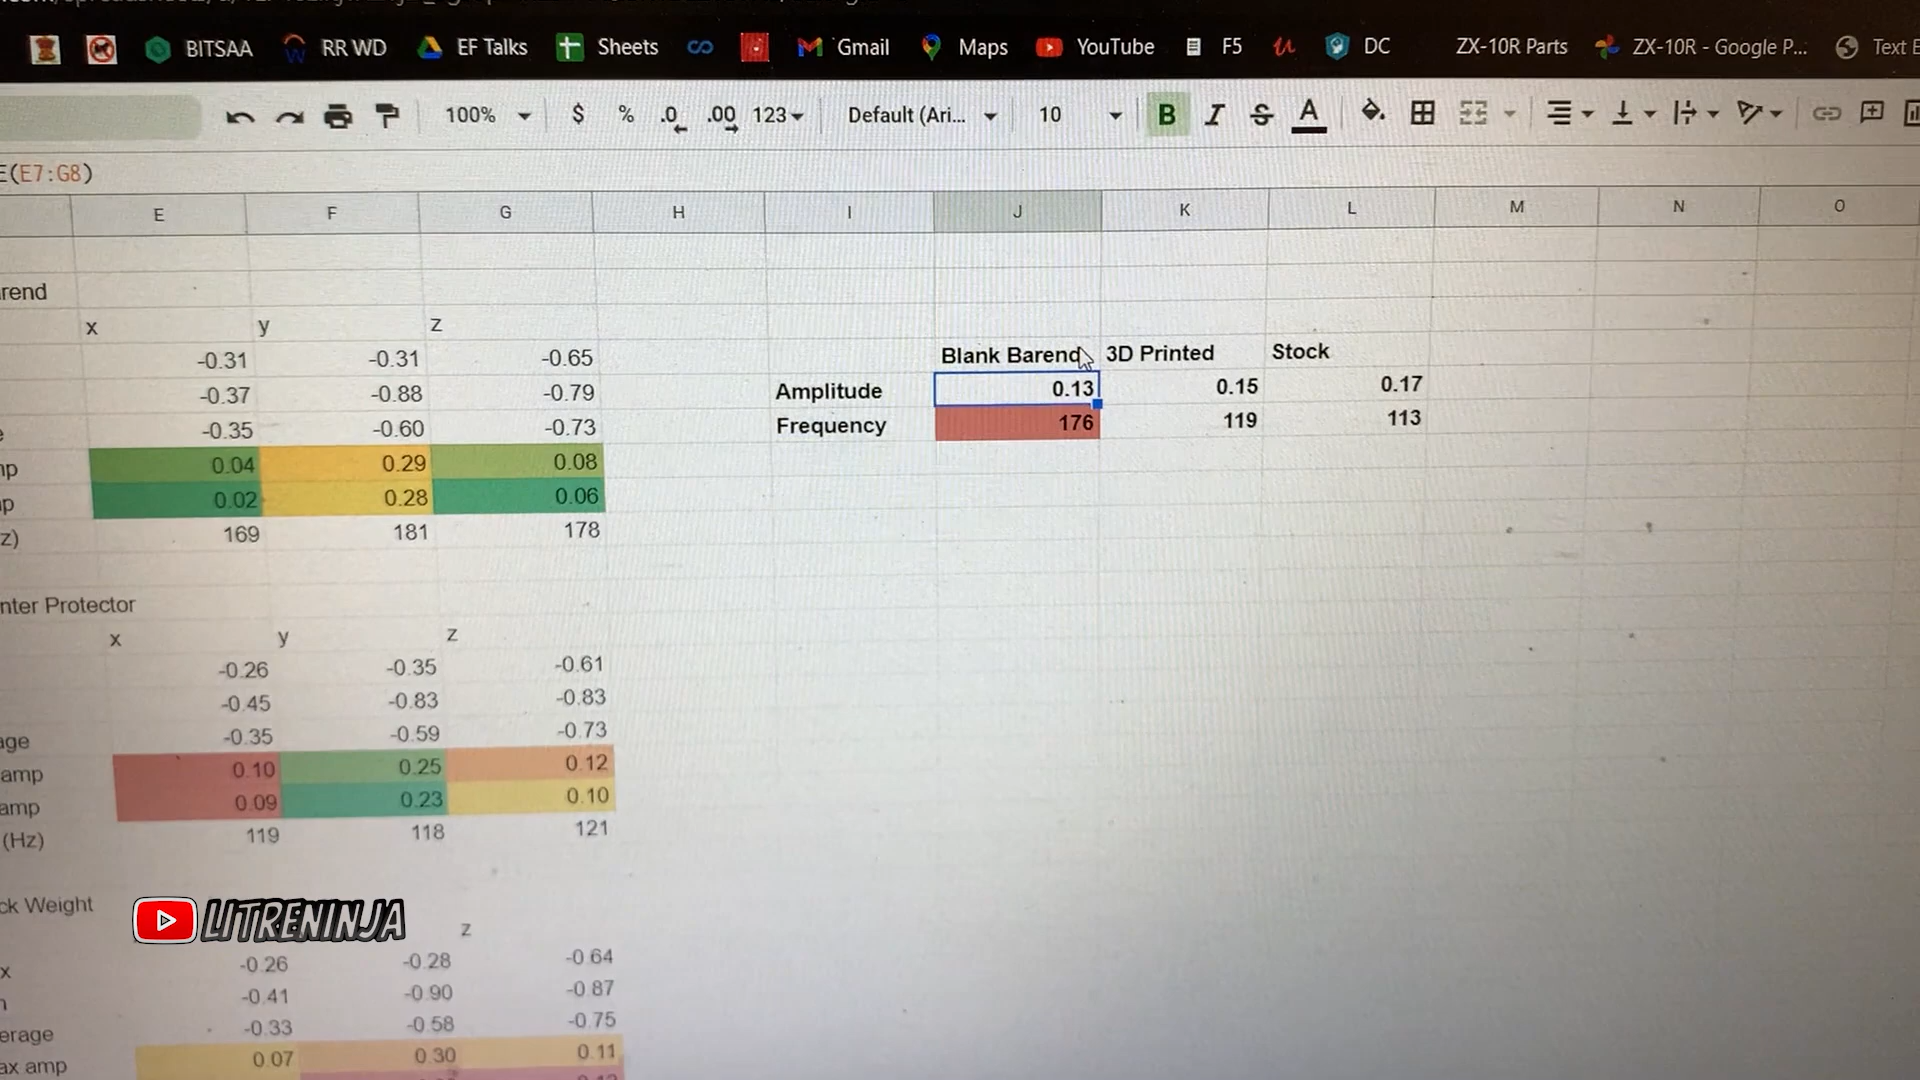 BITSAA RR WD EF Talks Sheets Gmail Maps YouTube F5 DC ZX-10R Parts ZX-10R - Google P... Text E
100% $ % .0 .00 123 Default (Ari... 10 B I S A
E(E7:G8)
E F G H I J K L M N O
rend
x y z
-0.31 -0.31 -0.65
-0.37 -0.88 -0.79
e -0.35 -0.60 -0.73
mp 0.04 0.29 0.08
np 0.02 0.28 0.06
z) 169 181 178
Blank Barend 3D Printed Stock
Amplitude 0.13 0.15 0.17
Frequency 176 119 113
nter Protector
x y z
-0.26 -0.35 -0.61
-0.45 -0.83 -0.83
age -0.35 -0.59 -0.73
amp 0.10 0.25 0.12
amp 0.09 0.23 0.10
(Hz) 119 118 121
ck Weight
LITRENINJA
z
x -0.26 -0.28 -0.64
n -0.41 -0.90 -0.87
erage -0.33 -0.58 -0.75
ax amp 0.07 0.30 0.11